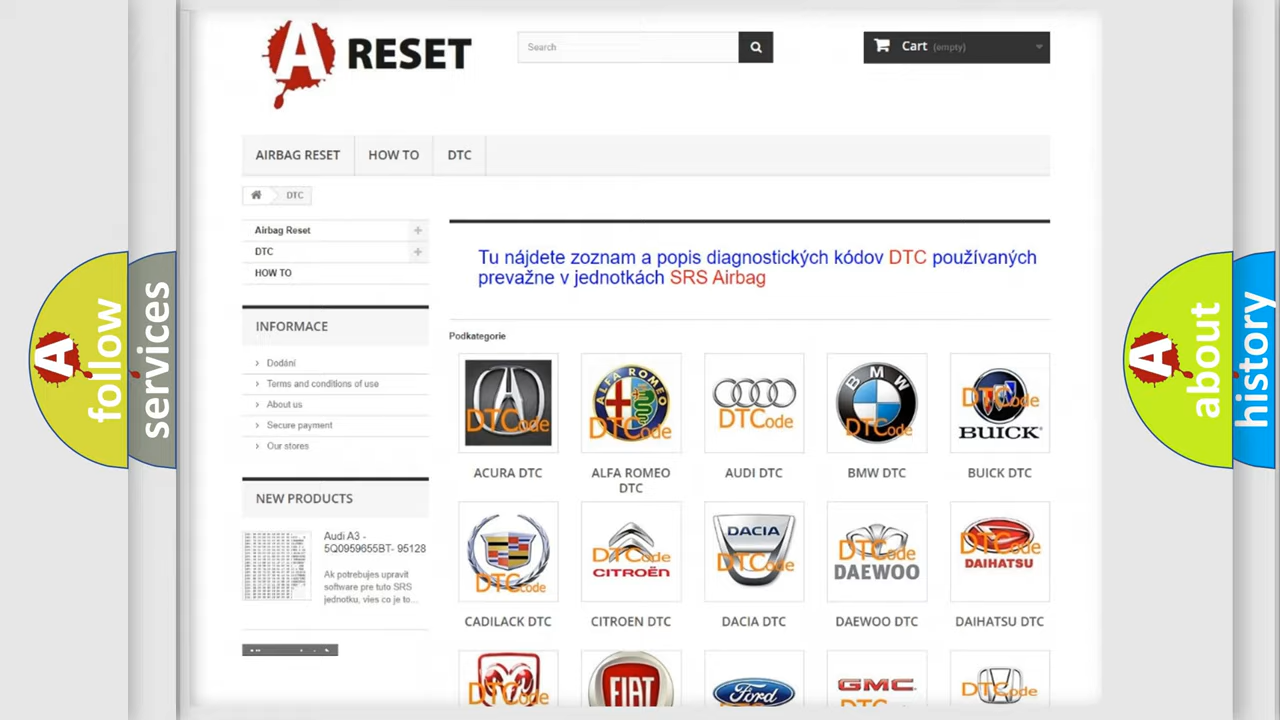 A RESET
Search
Cart (empty)
AIRBAG RESET
HOW TO
DTC
DTC
Airbag Reset
DTC
HOW TO
Tu nájdete zoznam a popis diagnostických kódov DTC používaných
prevažne v jednotkách SRS Airbag
INFORMACE
Dodání
Terms and conditions of use
About us
Secure payment
Our stores
Podkategorie
DTCode
ALFA ROMEO
DTCode
DTCode
BMW
DTCode
DTCode
BUICK
ACURA DTC
ALFA ROMEO
DTC
AUDI DTC
BMW DTC
BUICK DTC
NEW PRODUCTS
Audi A3 -
5Q0959655BT- 95128
Ak potrebujes upravit
software pre tuto SRS
jednotku, vies co je to...
DTCode
DTCode
CITROËN
DACIA
DTCode
DTCode
DAEWOO
DTCode
DAIHATSU
CADILACK DTC
CITROEN DTC
DACIA DTC
DAEWOO DTC
DAIHATSU DTC
DTCode
FIAT
Ford
GMC
DTCode
A follow
services
A about
history